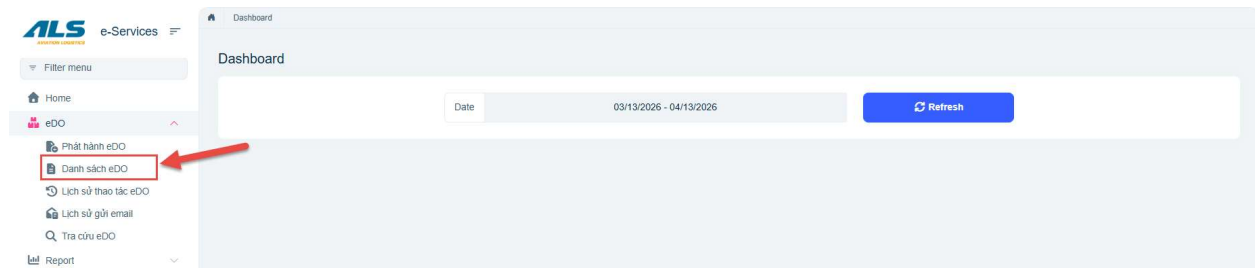 ALS
AVIATION LOGISTICS
e-Services
Filter menu
Home
eDO
Phát hành eDO
Danh sách eDO
Lịch sử thao tác eDO
Lịch sử gửi email
Tra cứu eDO
Report
Dashboard
Dashboard
Date
03/13/2026 - 04/13/2026
Refresh